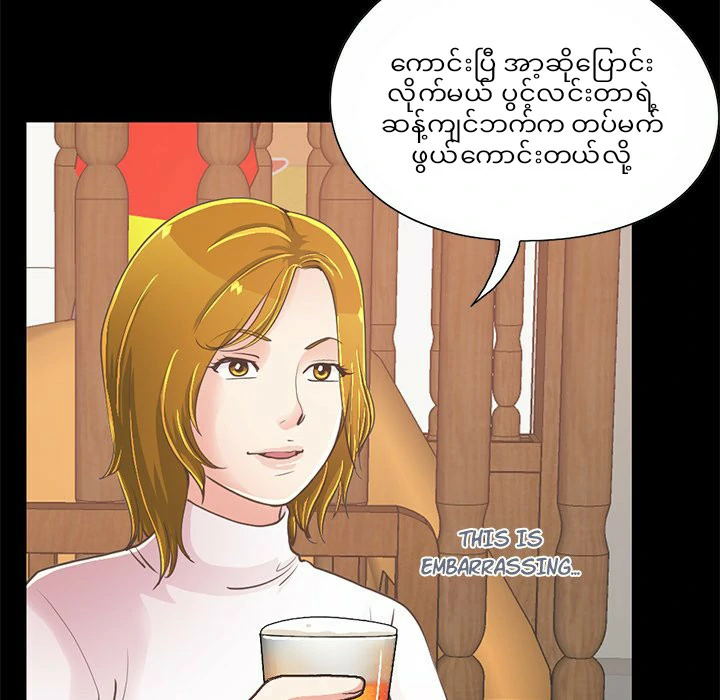 ကောင်းပြီ အာ့ဆိုပြောင်း
လိုက်မယ် ပွင့်လင်းတာရဲ့
ဆန့်ကျင်ဘက်က တပ်မက်
ဖွယ်ကောင်းတယ်လို့
THIS IS
EMBARRASSING...